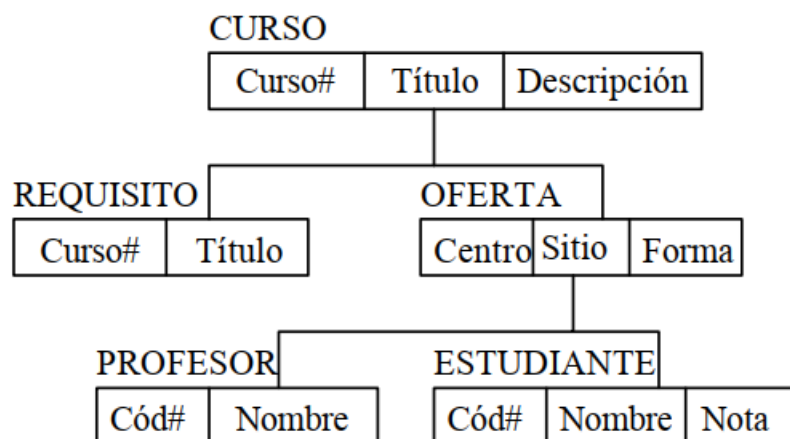 CURSO
Curso# Título Descripción
REQUISITO OFERTA
Curso# Título Centro Sitio Forma
PROFESOR ESTUDIANTE
Cód# Nombre Cód# Nombre Nota